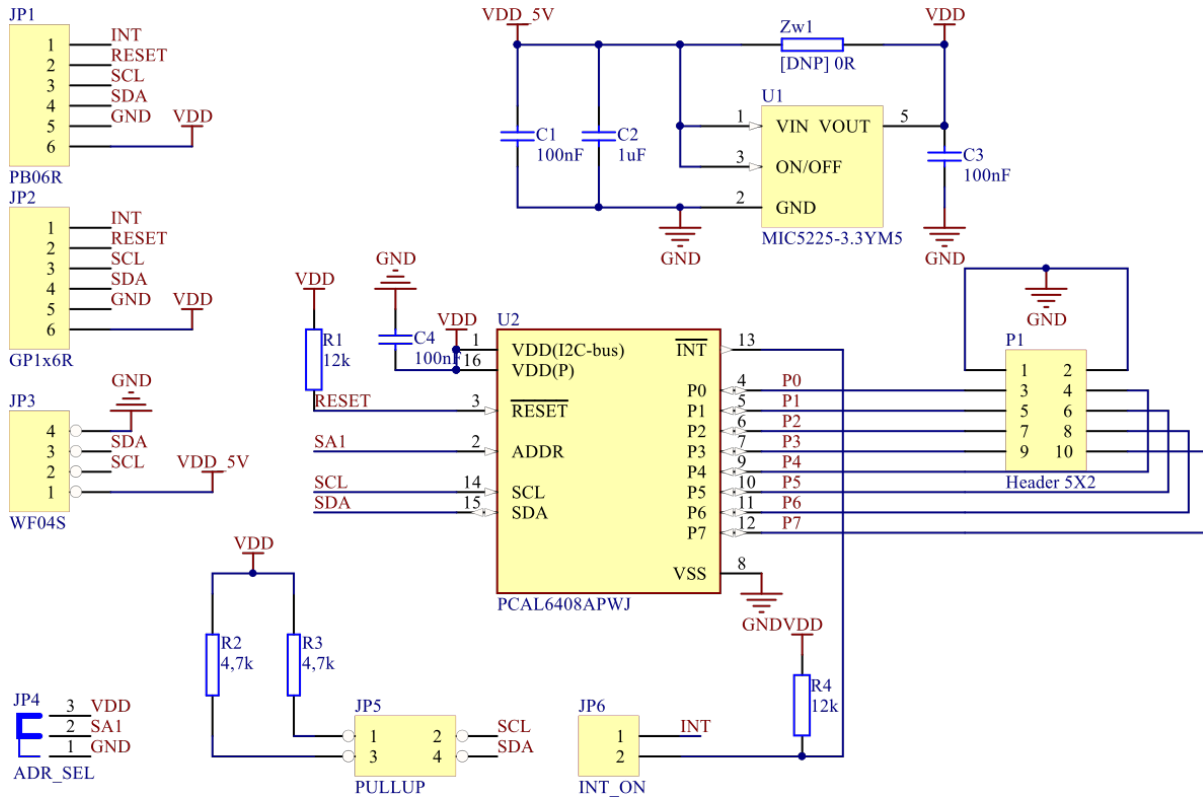 JP1
1 INT
2 RESET
3 SCL
4 SDA
5 GND
6 VDD
PB06R
JP2
1 INT
2 RESET
3 SCL
4 SDA
5 GND
6 VDD
GP1x6R
JP3
4 GND
3 SDA
2 SCL
1 VDD_5V
WF04S
VDD_5V
VDD
Zw1
[DNP] 0R
C1
100nF
C2
1uF
U1
1 VIN VOUT 5
3 ON/OFF
2 GND
MIC5225-3.3YM5
C3
100nF
GND
GND
VDD
R1
12k
GND
C4
100nF
VDD
U2
1 VDD(I2C-bus) INT 13
16 VDD(P)
P0 4 P0
RESET 3 RESET P1 5 P1
P2 6 P2
SA1 2 ADDR P3 7 P3
P4 9 P4
SCL 14 SCL P5 10 P5
SDA 15 SDA P6 11 P6
P7 12 P7
VSS 8
PCAL6408APWJ
GND
GND
P1
1 2
3 4
5 6
7 8
9 10
Header 5X2
VDD
R2
4,7k
R3
4,7k
JP4
3 VDD
2 SA1
1 GND
ADR_SEL
JP5
1 2 SCL
3 4 SDA
PULLUP
JP6
1 INT
2
INT_ON
VDD
R4
12k